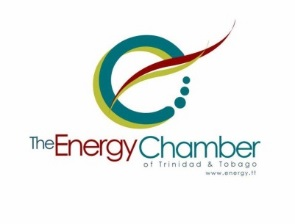 The Energy Chamber
of Trinidad & Tobago
www.energy.tt